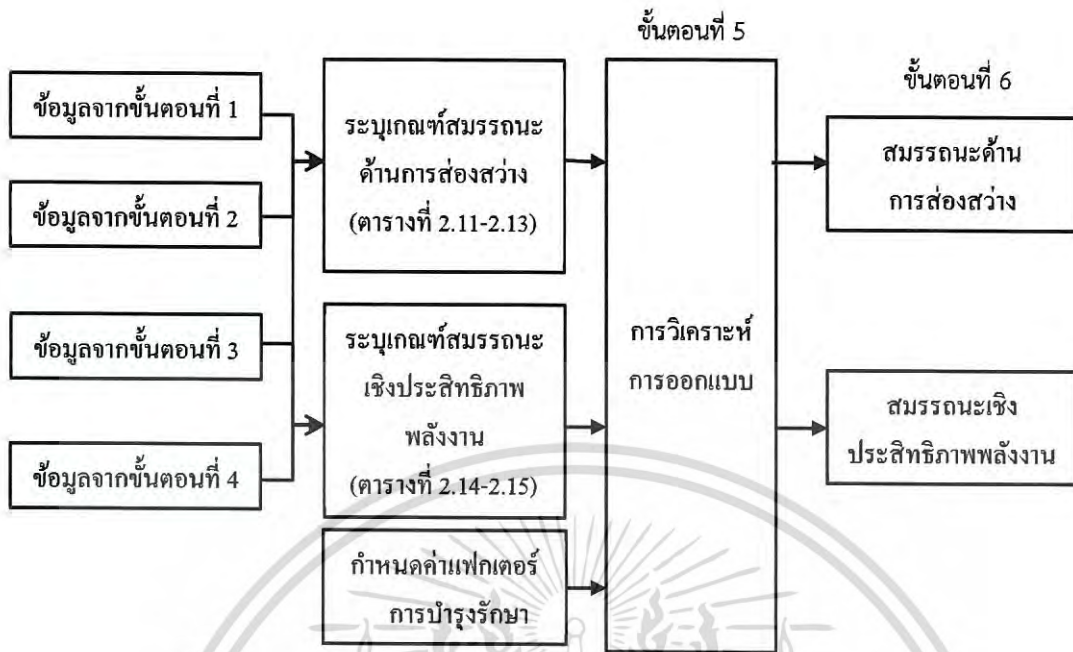 ขั้นตอนที่ 5
ขั้นตอนที่ 6
ข้อมูลจากขั้นตอนที่ 1
ข้อมูลจากขั้นตอนที่ 2
ข้อมูลจากขั้นตอนที่ 3
ข้อมูลจากขั้นตอนที่ 4
ระบุเกณฑ์สมรรถนะ
ด้านการส่องสว่าง
(ตารางที่ 2.11-2.13)
ระบุเกณฑ์สมรรถนะ
เชิงประสิทธิภาพ
พลังงาน
(ตารางที่ 2.14-2.15)
กำหนดค่าแฟกเตอร์
การบำรุงรักษา
การวิเคราะห์
การออกแบบ
สมรรถนะด้าน
การส่องสว่าง
สมรรถนะเชิง
ประสิทธิภาพพลังงาน